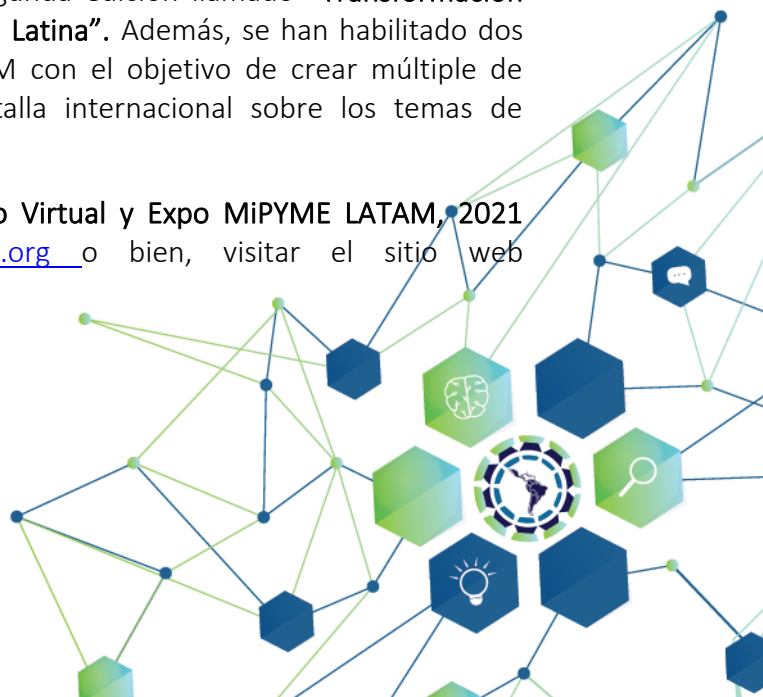 Latina”. Además, se han habilitado dos
M con el objetivo de crear múltiple de
talla internacional sobre los temas de
o Virtual y Expo MiPYME LATAM, 2021
.org o bien, visitar el sitio web